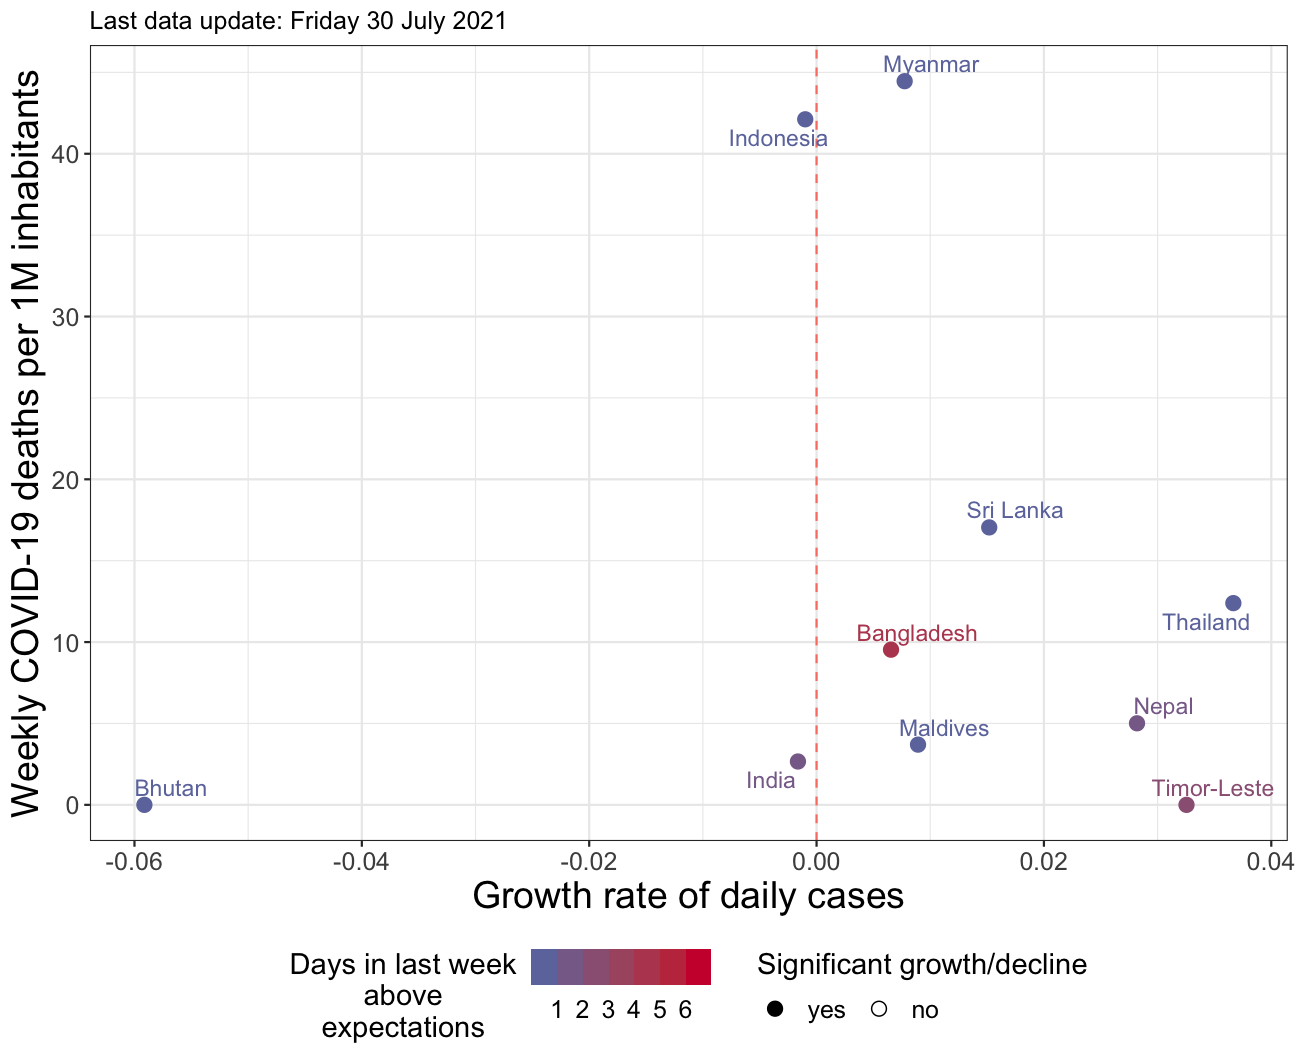 Last data update: Friday 30 July 2021
Weekly COVID-19 deaths per 1M inhabitants
40
30
20
10
0
Myanmar
Indonesia
Sri Lanka
Thailand
Bangladesh
Nepal
Maldives
India
Bhutan
Timor-Leste
-0.06 -0.04 -0.02 0.00 0.02 0.04
Growth rate of daily cases
Days in last week
above
expectations
1 2 3 4 5 6
Significant growth/decline
yes no